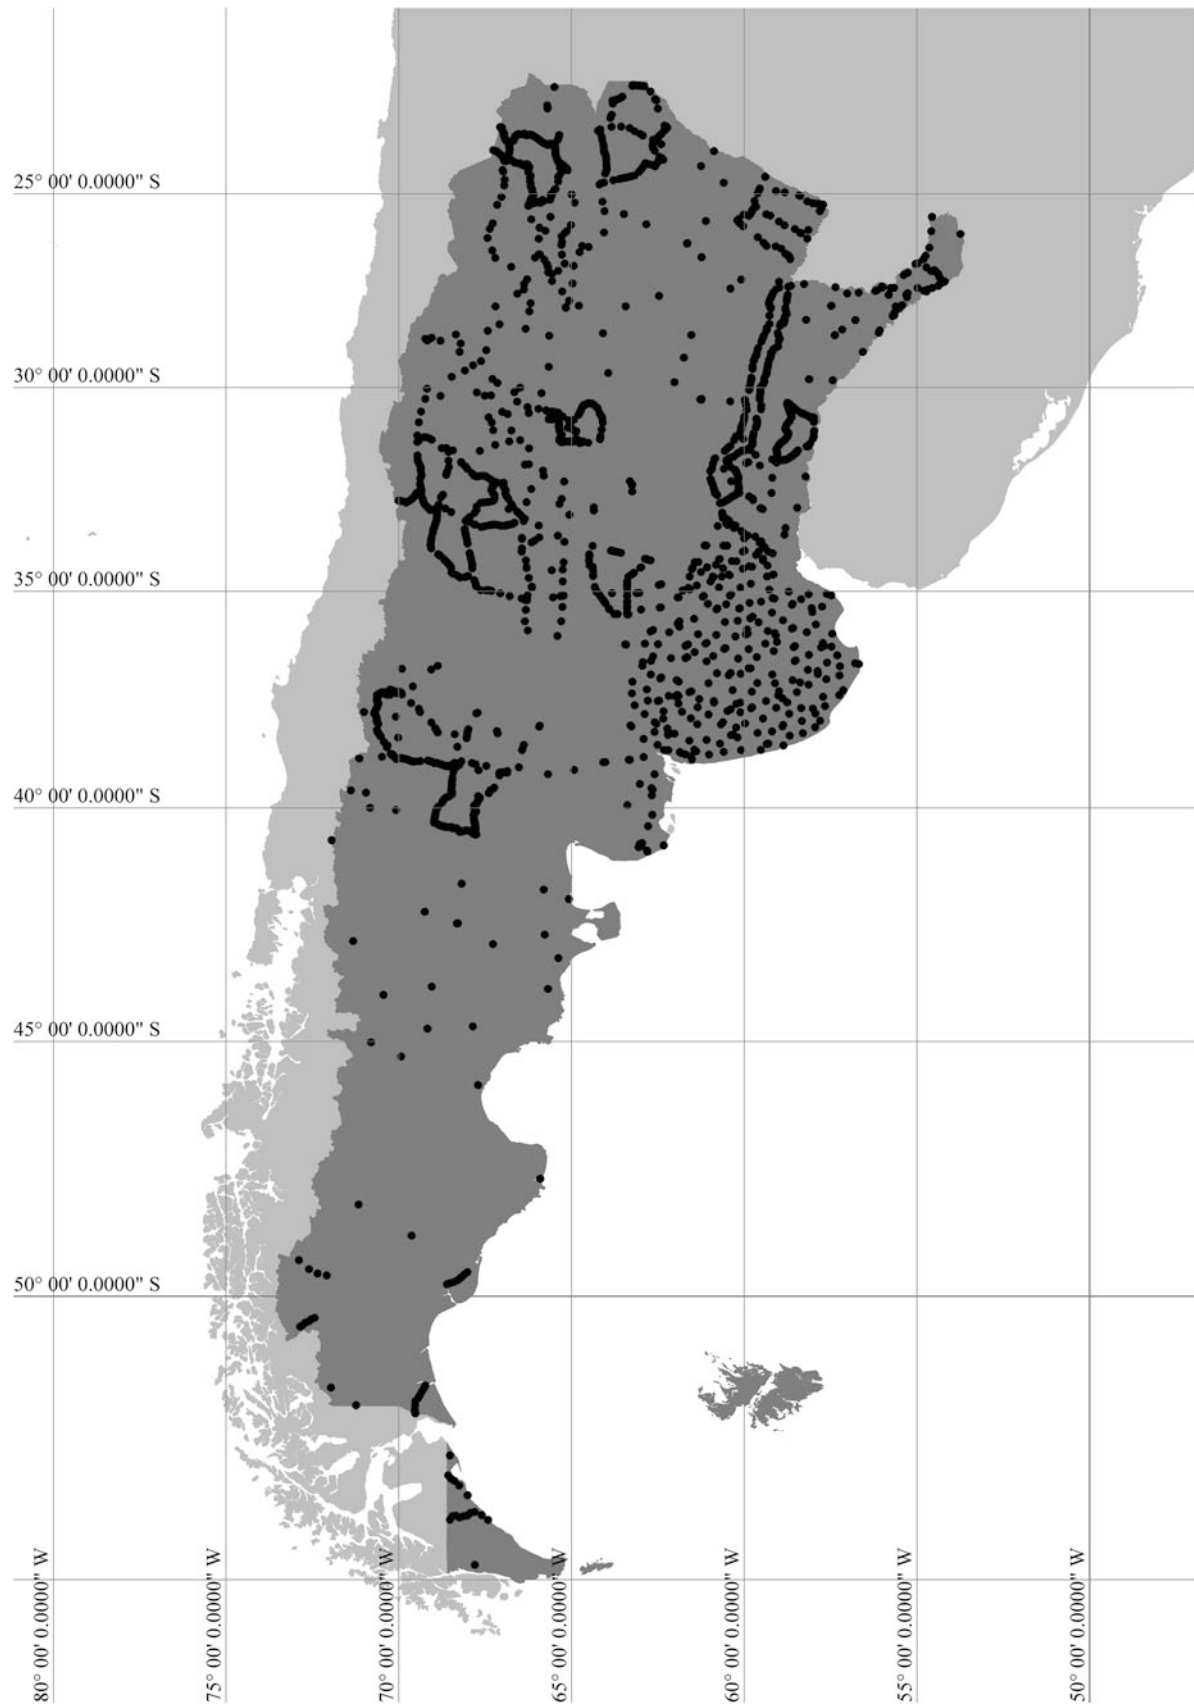 25° 00' 0.0000" S
30° 00' 0.0000" S
35° 00' 0.0000" S
40° 00' 0.0000" S
45° 00' 0.0000" S
50° 00' 0.0000" S
80° 00' 0.0000" W
75° 00' 0.0000" W
70° 00' 0.0000" W
65° 00' 0.0000" W
60° 00' 0.0000" W
55° 00' 0.0000" W
50° 00' 0.0000" W